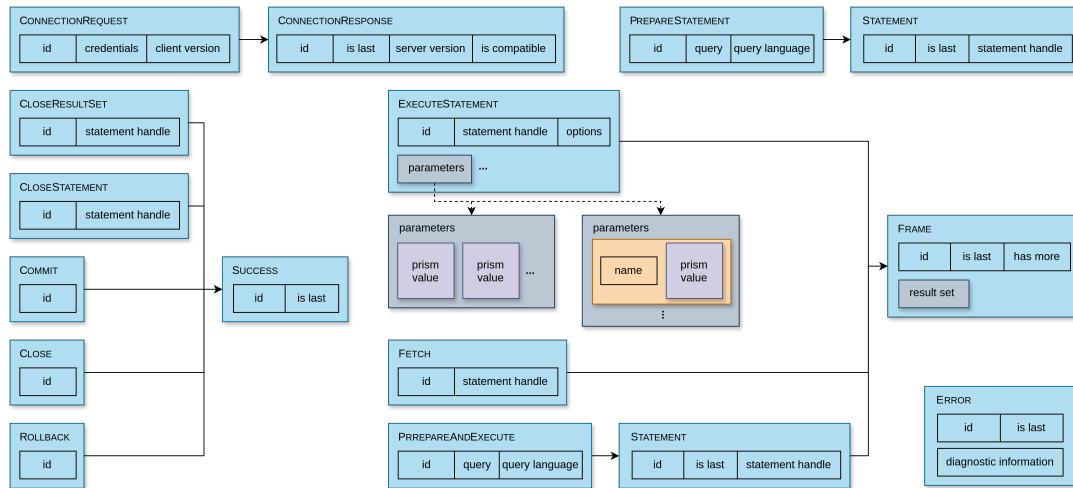 CONNECTIONREQUEST
id credentials client version
CONNECTIONRESPONSE
id is last server version is compatible
PREPARESTATEMENT
id query query language
STATEMENT
id is last statement handle
CLOSERESULTSET
id statement handle
EXECUTESTATEMENT
id statement handle options
parameters ...
CLOSESTATEMENT
id statement handle
parameters
prism value prism value ...
parameters
name prism value
...
FRAME
id is last has more
result set
COMMIT
id
SUCCESS
id is last
CLOSE
id
FETCH
id statement handle
ERROR
id is last
diagnostic information
ROLLBACK
id
PRREPAREANDEXECUTE
id query query language
STATEMENT
id is last statement handle